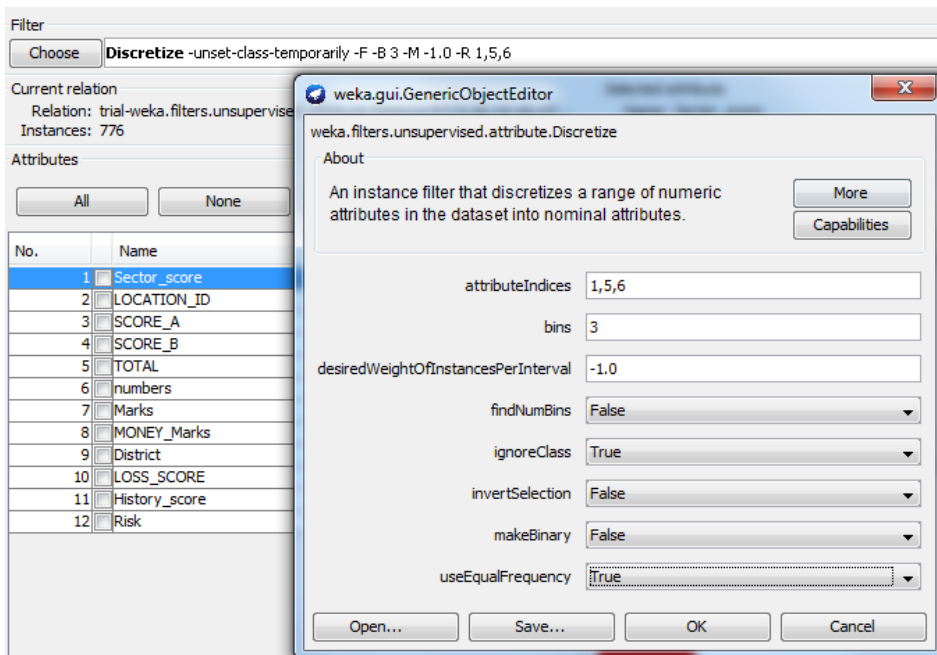 Filter
Choose Discretize -unset-class-temporarily -F -B 3 -M -1.0 -R 1,5,6
Current relation
Relation: trial-weka.filters.unsupervise
Instances: 776
Attributes
All None
No. Name
1 Sector_score
2 LOCATION_ID
3 SCORE_A
4 SCORE_B
5 TOTAL
6 numbers
7 Marks
8 MONEY_Marks
9 District
10 LOSS_SCORE
11 History_score
12 Risk
weka.gui.GenericObjectEditor
weka.filters.unsupervised.attribute.Discretize
About
An instance filter that discretizes a range of numeric
attributes in the dataset into nominal attributes.
More
Capabilities
attributeIndices 1,5,6
bins 3
desiredWeightOfInstancesPerInterval -1.0
findNumBins False
ignoreClass True
invertSelection False
makeBinary False
useEqualFrequency True
Open... Save... OK Cancel